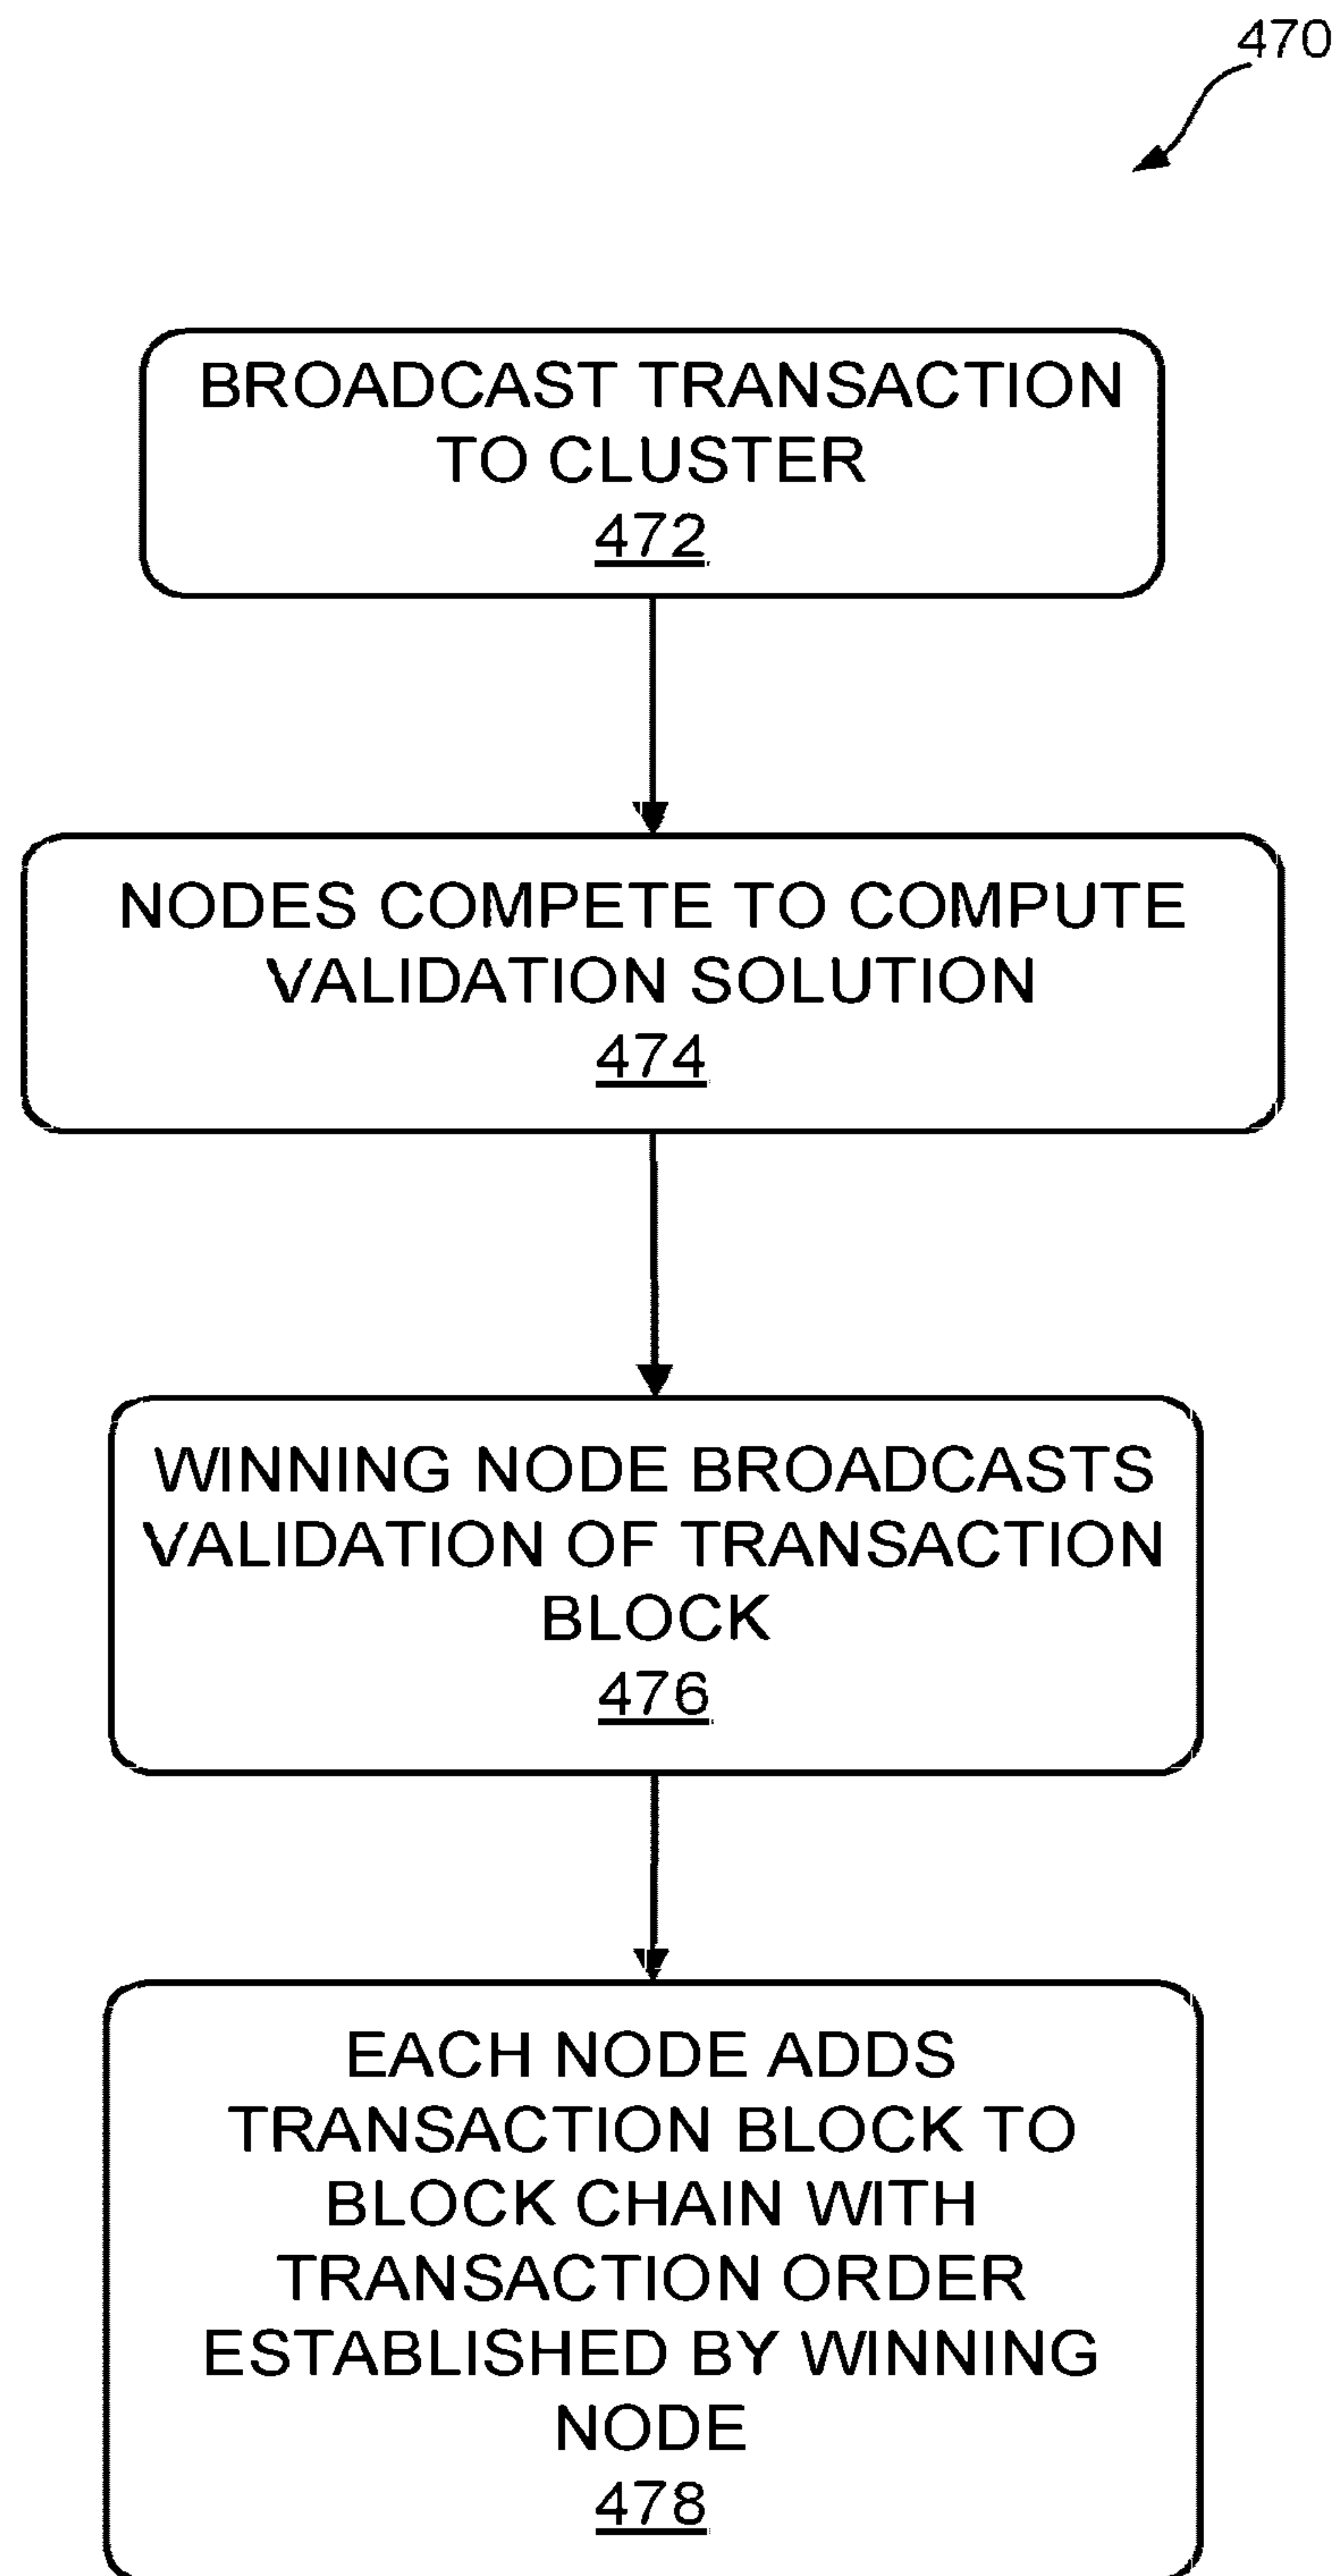 470
BROADCAST TRANSACTION
TO CLUSTER
472
NODES COMPETE TO COMPUTE
VALIDATION SOLUTION
474
WINNING NODE BROADCASTS
VALIDATION OF TRANSACTION
BLOCK
476
EACH NODE ADDS
TRANSACTION BLOCK TO
BLOCK CHAIN WITH
TRANSACTION ORDER
ESTABLISHED BY WINNING
NODE
478